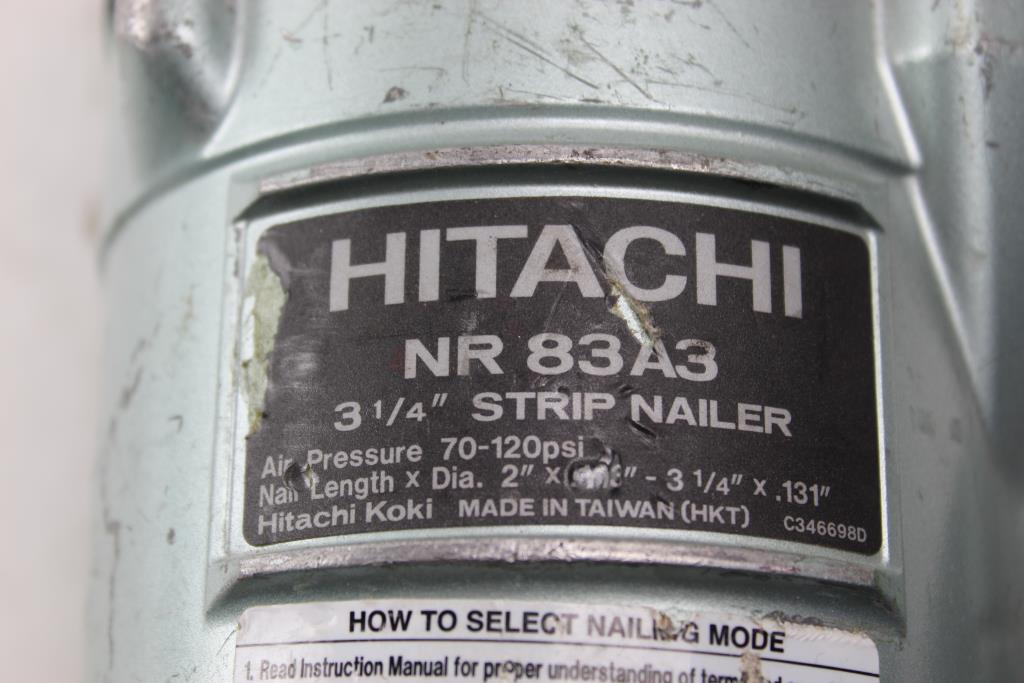 HITACHI
NR 83A3
3 1/4" STRIP NAILER
Air Pressure 70-120psi
Nail Length x Dia. 2" x - 3 1/4" x .131"
Hitachi Koki MADE IN TAIWAN (HKT) C346698D
HOW TO SELECT NAILING MODE
1. Read Instruction Manual for proper understanding of